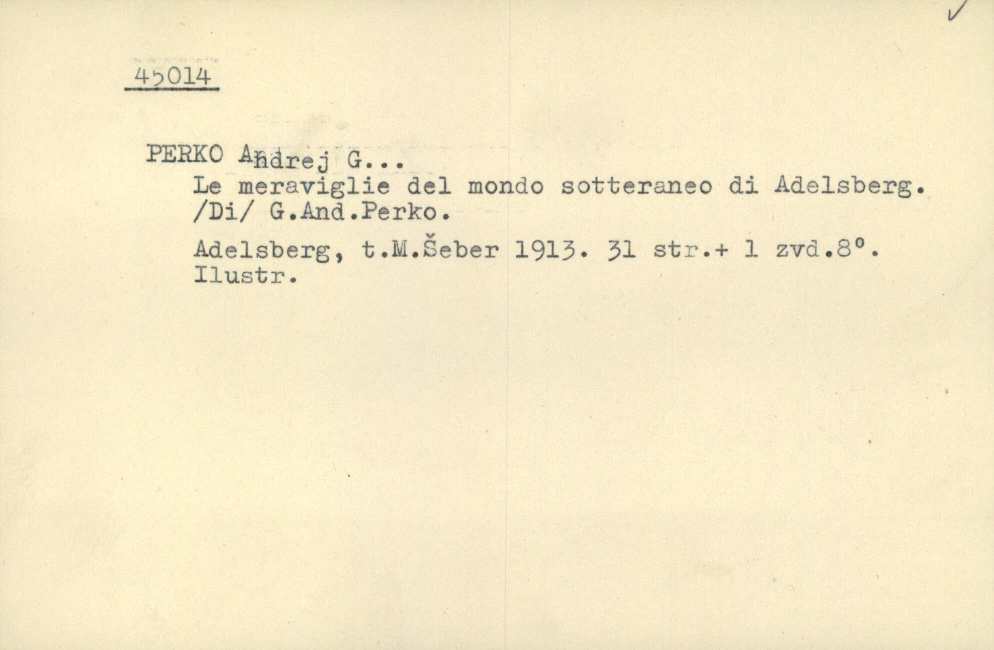 45014
PERKO Andrej G...
Le meraviglie del mondo sotteraneo di Adelsberg.
/Di/ G.And.Perko.
Adelsberg, t.M.Šeber 1913. 31 str.+ 1 zvd.8°.
Ilustr.